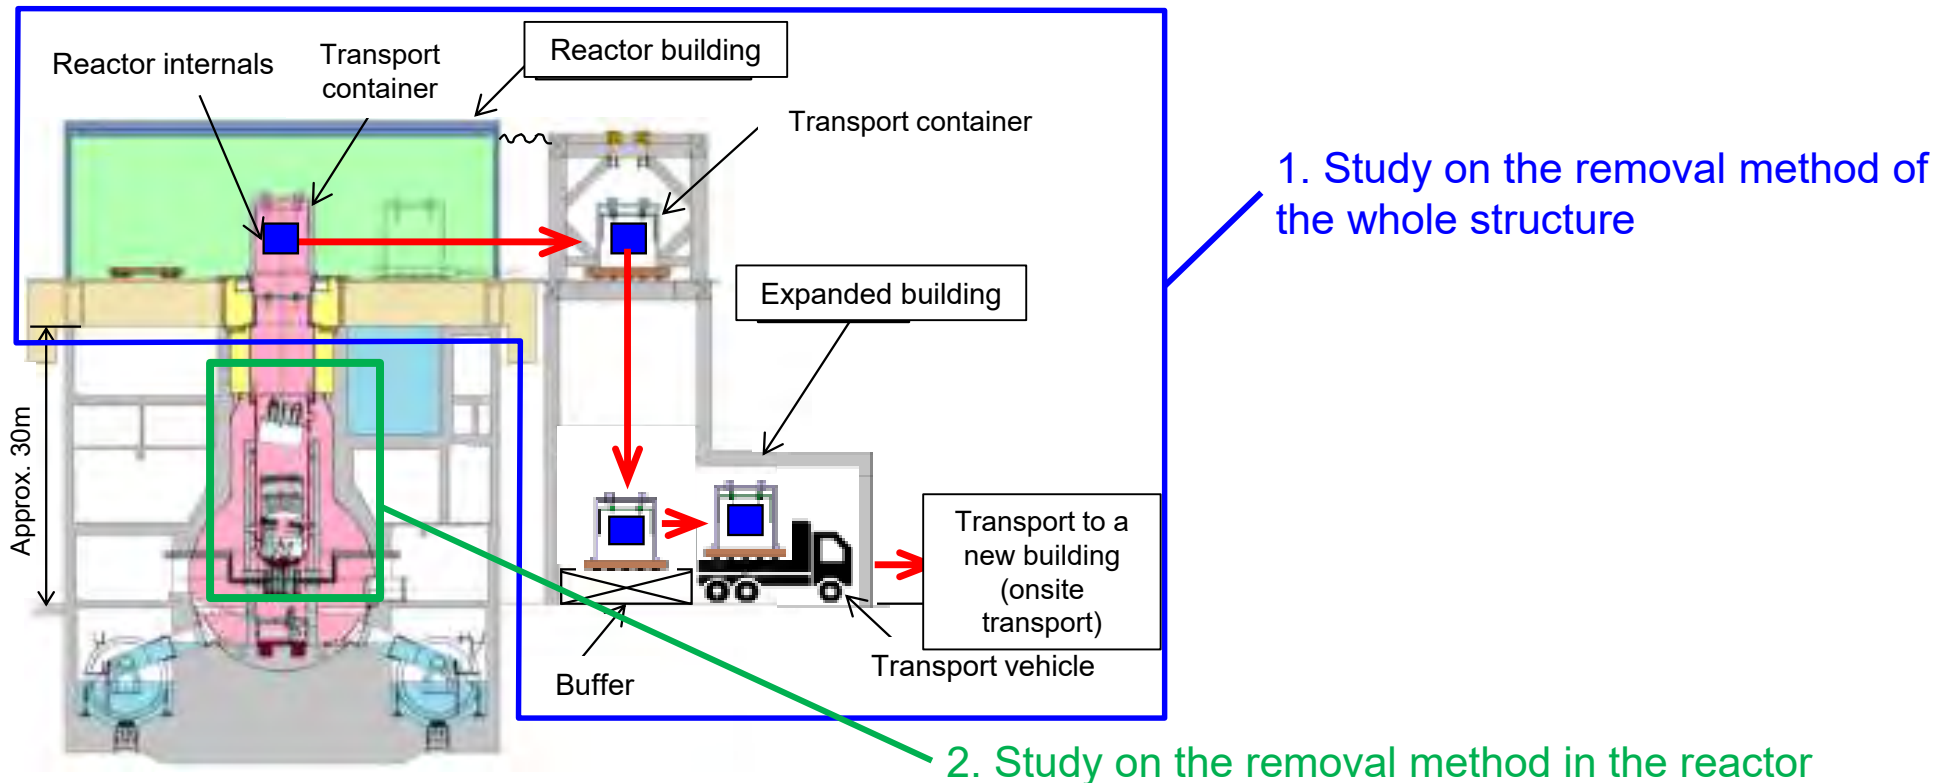 Reactor internals
Transport
container
Reactor building
Transport container
1. Study on the removal method of
the whole structure
Expanded building
Approx. 30m
Transport to a
new building
(onsite
transport)
Transport vehicle
Buffer
2. Study on the removal method in the reactor